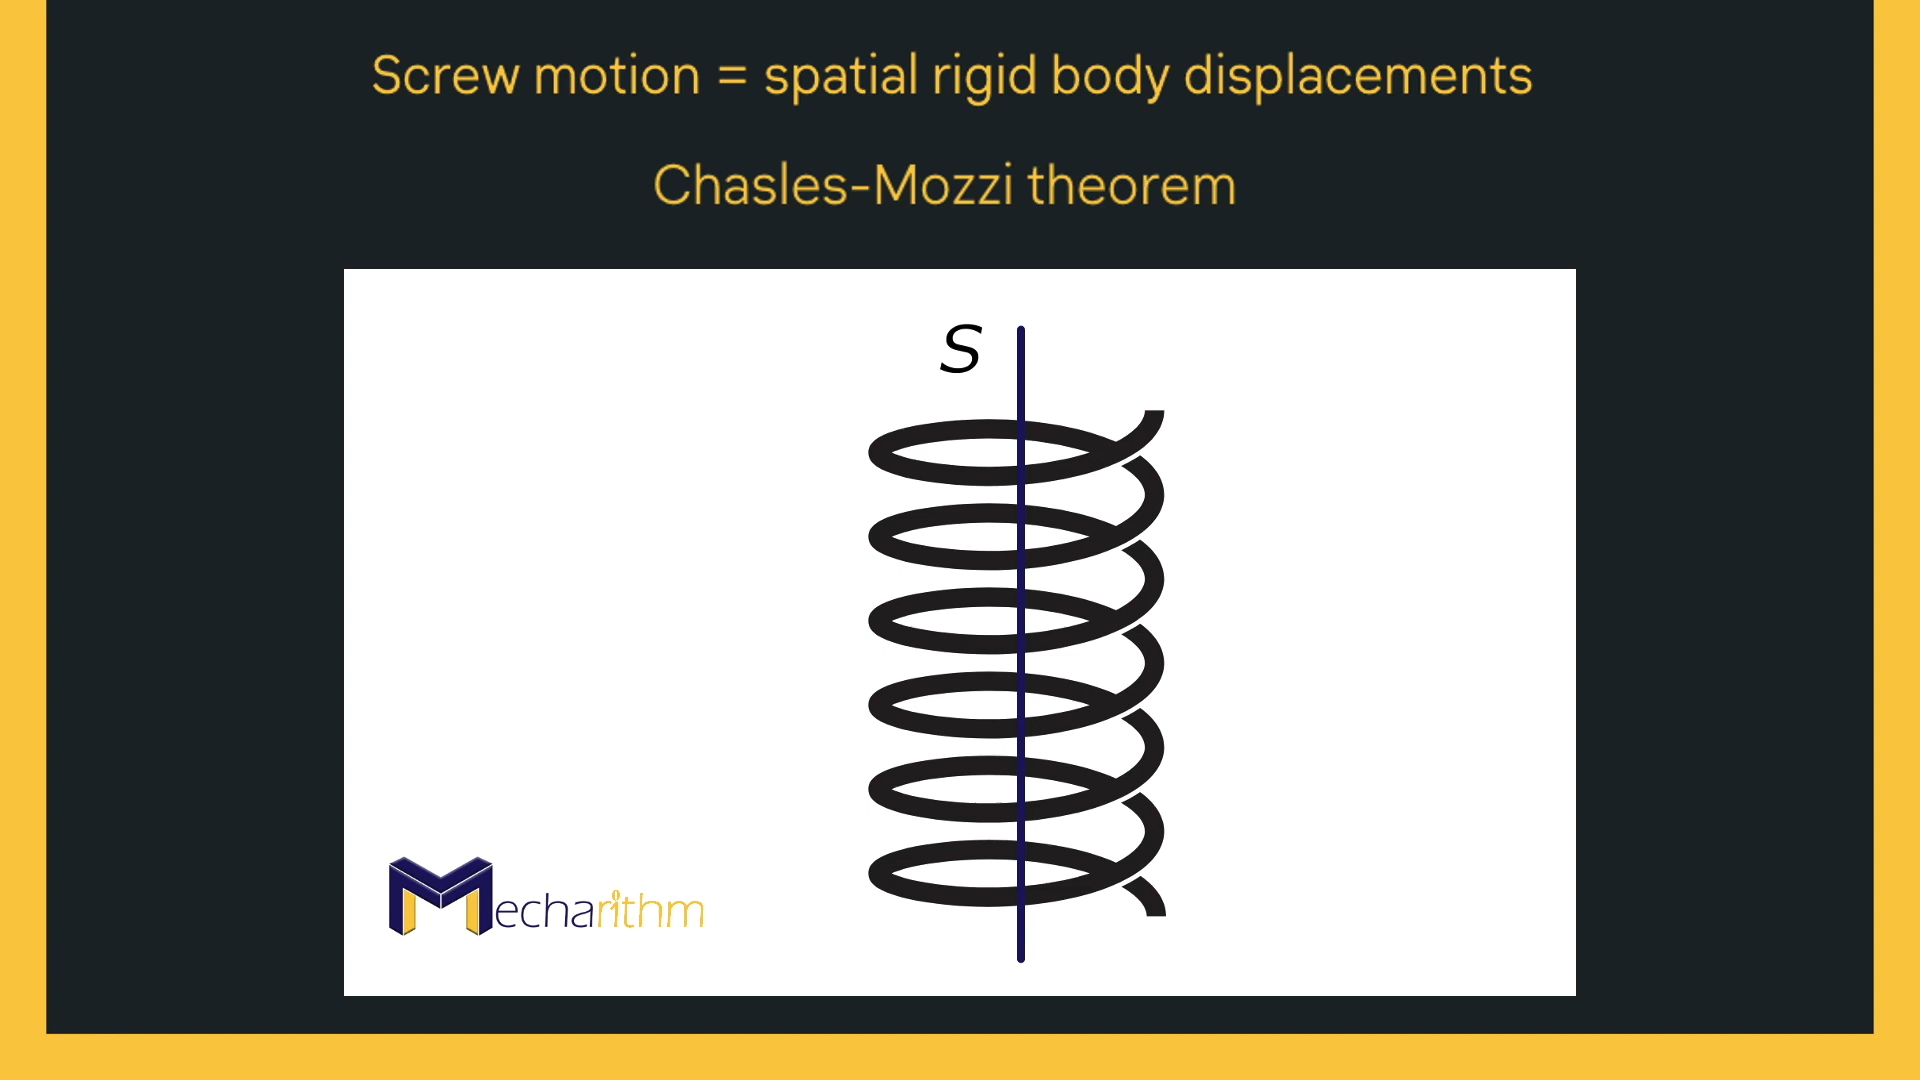 Screw motion = spatial rigid body displacements
Chasles-Mozzi theorem
S
Mecharithm